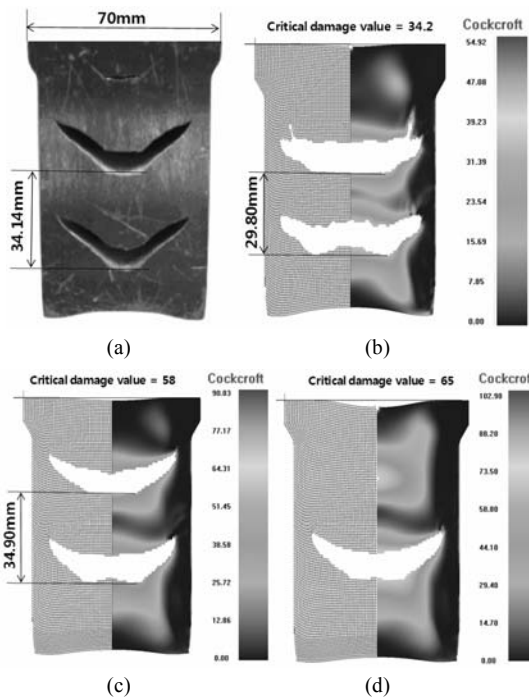 70mm
34.14mm
(a)
Critical damage value = 34.2
Cockcroft
54.92
47.08
39.23
31.39
23.54
15.69
7.85
0.00
29.80mm
(b)
Critical damage value = 58
Cockcroft
90.03
77.17
64.31
51.45
38.58
25.72
12.86
0.00
34.90mm
(c)
Critical damage value = 65
Cockcroft
102.90
88.20
73.50
58.80
44.10
29.40
14.70
0.00
(d)